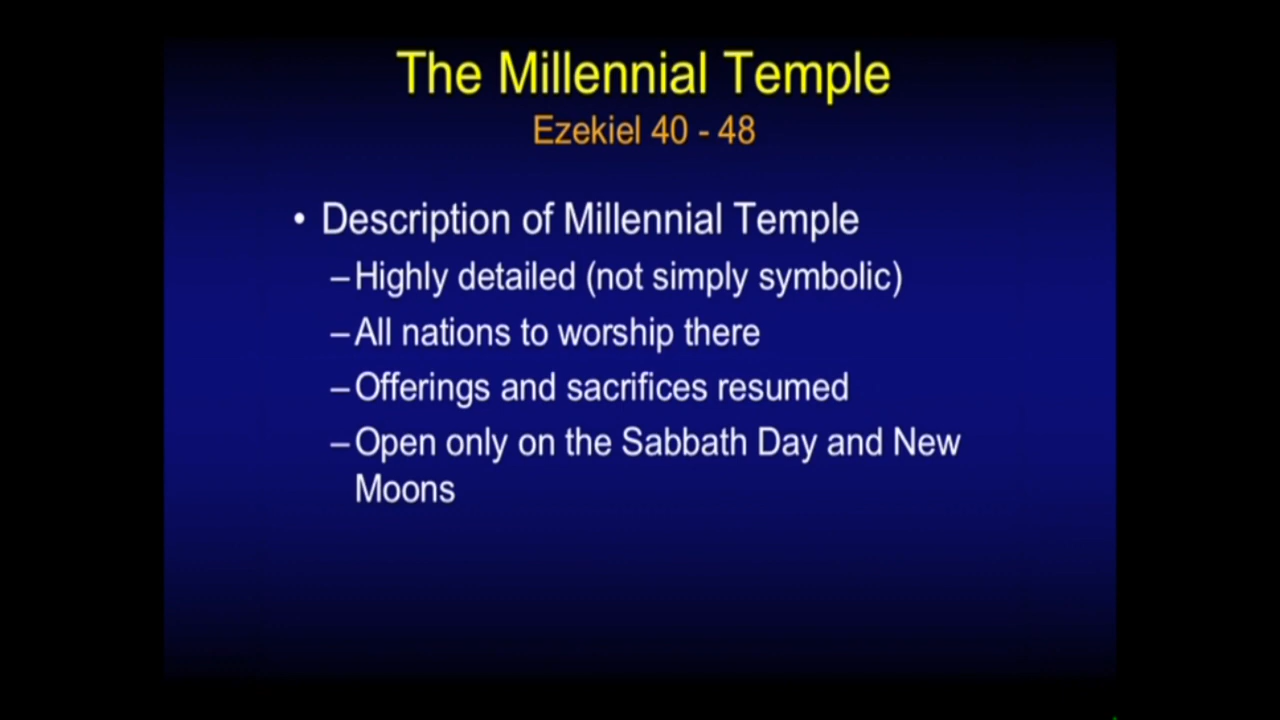 The Millennial Temple
Ezekiel 40 - 48
• Description of Millennial Temple
–Highly detailed (not simply symbolic)
–All nations to worship there
–Offerings and sacrifices resumed
–Open only on the Sabbath Day and New
Moons